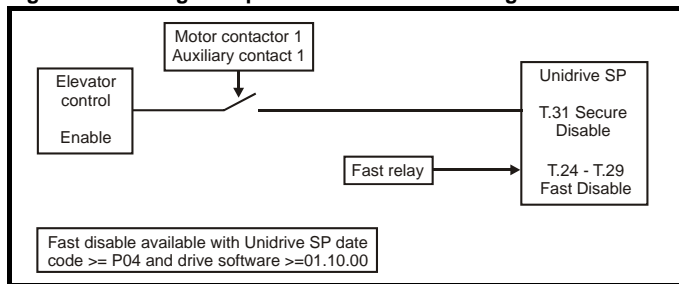 Motor contactor 1
Auxiliary contact 1
Elevator
control
Enable
Unidrive SP
T.31 Secure
Disable
Fast relay
T.24 - T.29
Fast Disable
Fast disable available with Unidrive SP date
code >= P04 and drive software >=01.10.00